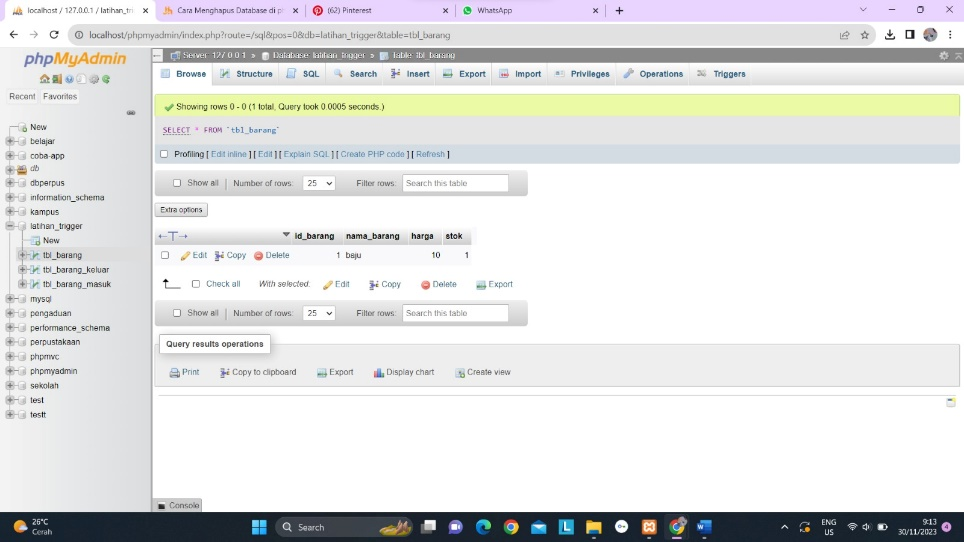 localhost / 127.0.0.1 / latihan_tri
Cara Menghapus Database di ph
(62) Pinterest
WhatsApp
localhost/phpmyadmin/index.php?route=/sql&pos=0&db=latihan_trigger&table=tbl_barang
phpMyAdmin
Recent Favorites
New
belajar
coba-app
db
dbperpus
information_schema
kampus
latihan_trigger
New
tbl_barang
tbl_barang_keluar
tbl_barang_masuk
mysql
pengaduan
performance_schema
perpustakaan
phpmvc
phpmyadmin
sekolah
test
testt
Server: 127.0.0.1 » Database: latihan_trigger » Table: tbl_barang
Browse Structure SQL Search Insert Export Import Privileges Operations Triggers
Showing rows 0 - 0 (1 total, Query took 0.0005 seconds.)
SELECT * FROM `tbl_barang`
Profiling [ Edit inline ] [ Edit ] [ Explain SQL ] [ Create PHP code ] [ Refresh ]
Show all | Number of rows: 25 Filter rows: Search this table
Extra options
←T→ id_barang nama_barang harga stok
Edit Copy Delete 1 baju 10 1
Check all With selected: Edit Copy Delete Export
Show all | Number of rows: 25 Filter rows: Search this table
Query results operations
Print Copy to clipboard Export Display chart Create view
Console
26°C
Cerah
Search
ENG
US
9:13
30/11/2023
4